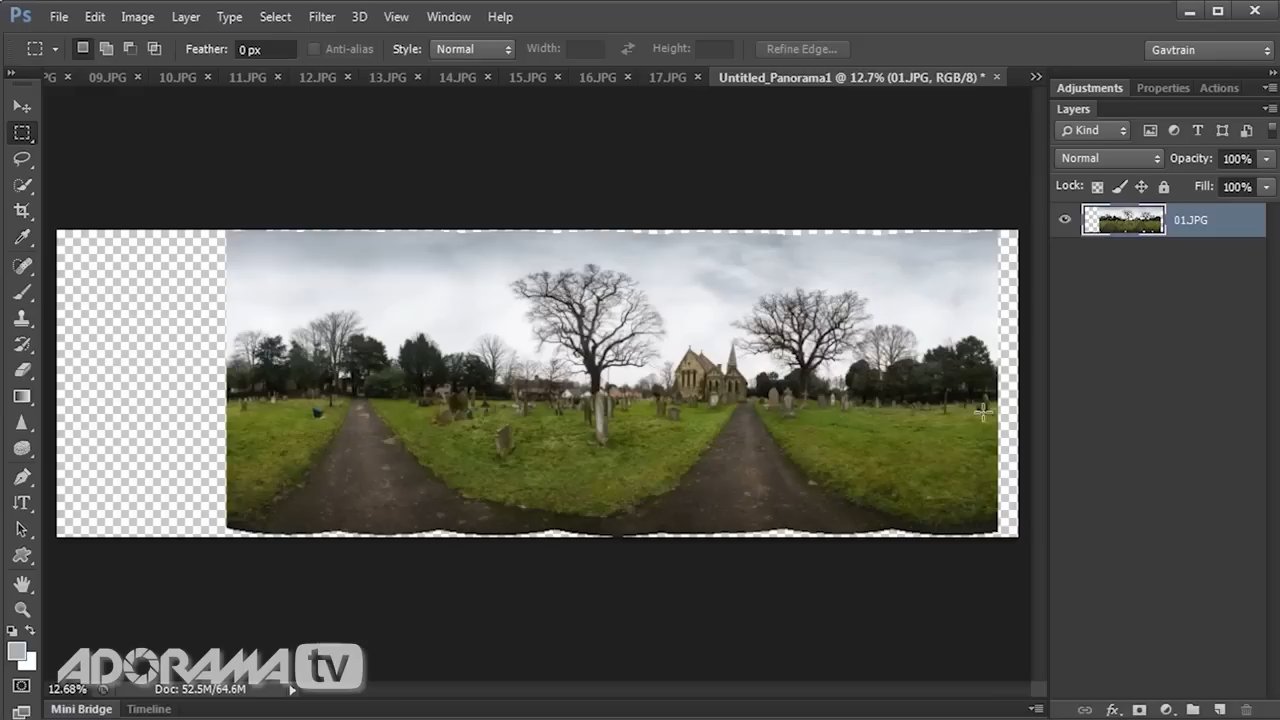 Ps File Edit Image Layer Type Select Filter 3D View Window Help
Feather: 0 px Anti-alias Style: Normal Width: Height: Refine Edge... Gavtrain
PG × 09.JPG × 10.JPG × 11.JPG × 12.JPG × 13.JPG × 14.JPG × 15.JPG × 16.JPG × 17.JPG × Untitled_Panorama1 @ 12.7% (01.JPG, RGB/8) * ×
Adjustments Properties Actions
Layers
Kind
Normal Opacity: 100%
Lock: Fill: 100%
01.JPG
ADORAMA tv
12.68% Doc: 52.5M/64.6M
Mini Bridge Timeline